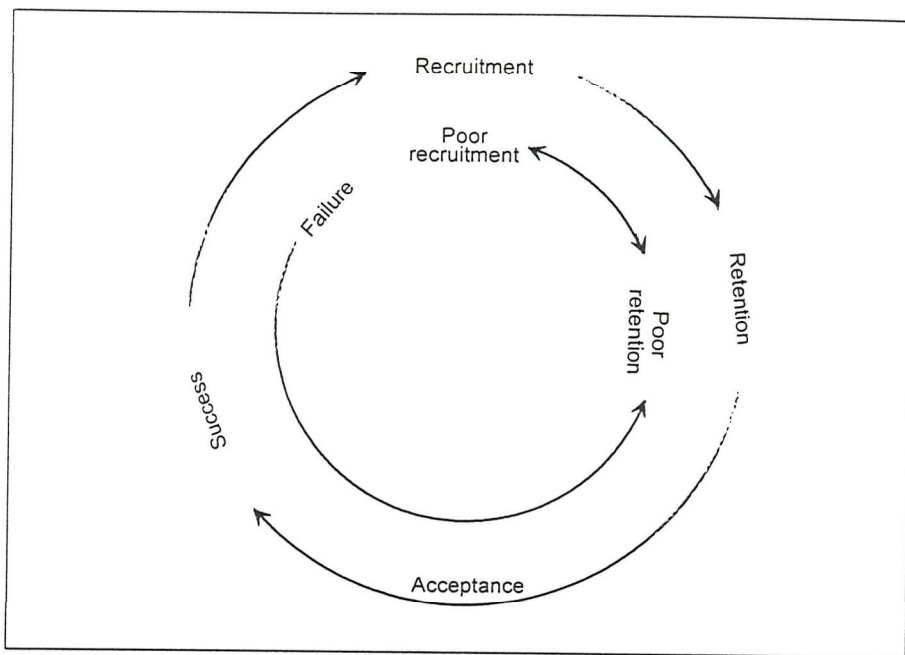 Recruitment
Poor
recruitment
Failure
Retention
Poor
retention
Success
Acceptance